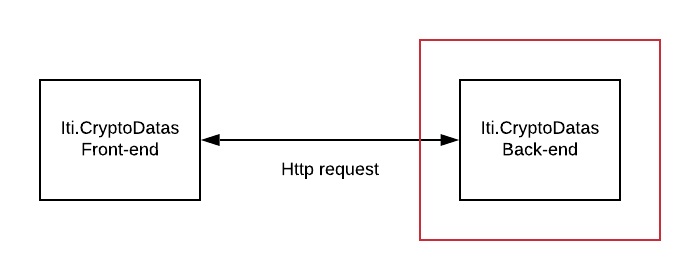 Iti.CryptoDatas
Front-end
Http request
Iti.CryptoDatas
Back-end